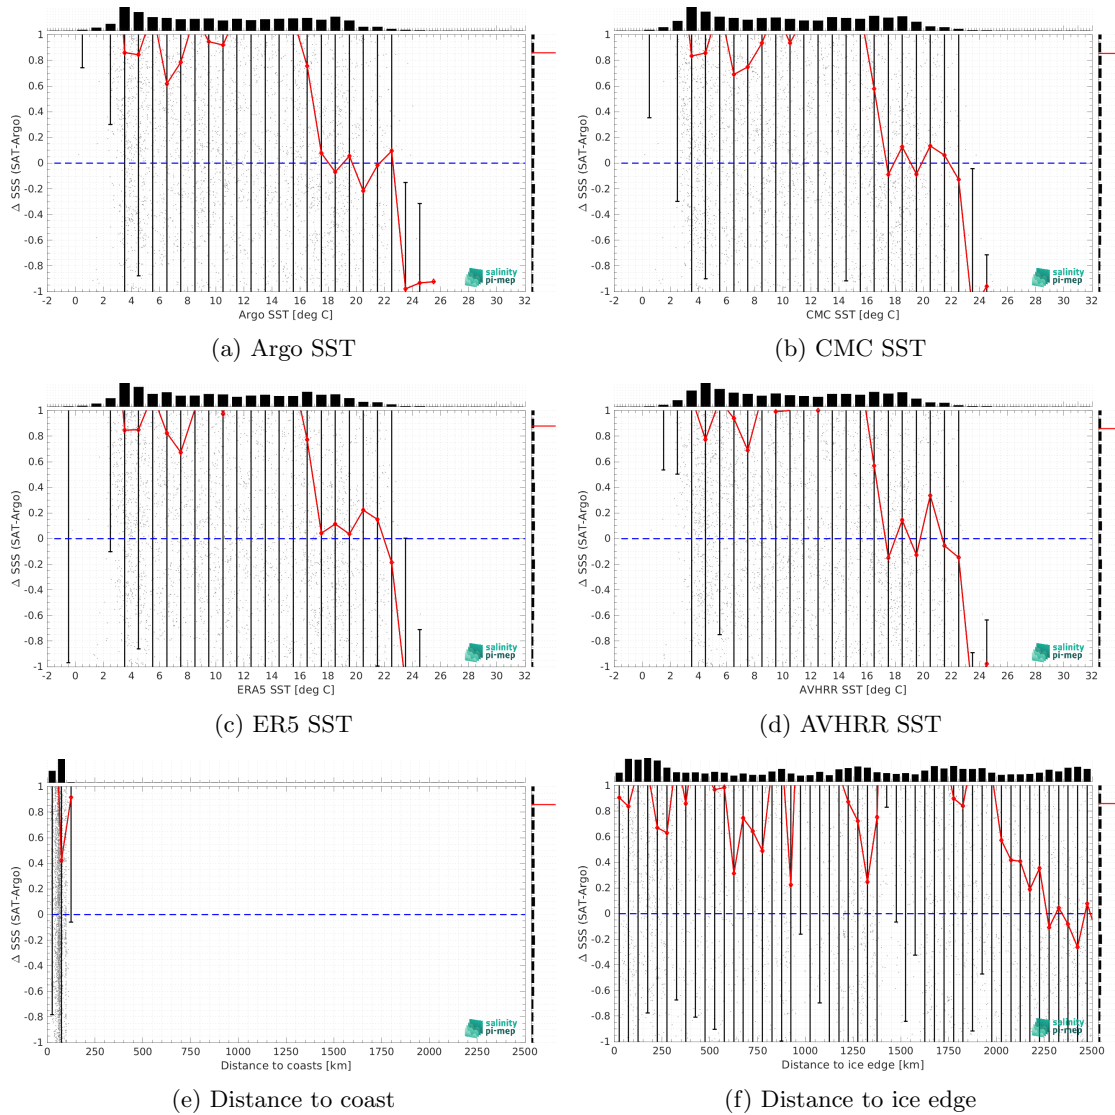 1
0.8
0.6
0.4
0.2
0
-0.2
-0.4
-0.6
-0.8
-1
Δ SSS (SAT-Argo)
-2 0 2 4 6 8 10 12 14 16 18 20 22 24 26 28 30 32
Argo SST [deg C]
salinity
pi-mep
(a) Argo SST
1
0.8
0.6
0.4
0.2
0
-0.2
-0.4
-0.6
-0.8
-1
Δ SSS (SAT-Argo)
-2 0 2 4 6 8 10 12 14 16 18 20 22 24 26 28 30 32
CMC SST [deg C]
salinity
pi-mep
(b) CMC SST
1
0.8
0.6
0.4
0.2
0
-0.2
-0.4
-0.6
-0.8
-1
Δ SSS (SAT-Argo)
-2 0 2 4 6 8 10 12 14 16 18 20 22 24 26 28 30 32
ERA5 SST [deg C]
salinity
pi-mep
(c) ER5 SST
1
0.8
0.6
0.4
0.2
0
-0.2
-0.4
-0.6
-0.8
-1
Δ SSS (SAT-Argo)
-2 0 2 4 6 8 10 12 14 16 18 20 22 24 26 28 30 32
AVHRR SST [deg C]
salinity
pi-mep
(d) AVHRR SST
1
0.8
0.6
0.4
0.2
0
-0.2
-0.4
-0.6
-0.8
-1
Δ SSS (SAT-Argo)
0 250 500 750 1000 1250 1500 1750 2000 2250 2500
Distance to coasts [km]
salinity
pi-mep
(e) Distance to coast
1
0.8
0.6
0.4
0.2
0
-0.2
-0.4
-0.6
-0.8
-1
Δ SSS (SAT-Argo)
0 250 500 750 1000 1250 1500 1750 2000 2250 2500
Distance to ice edge [km]
salinity
pi-mep
(f) Distance to ice edge